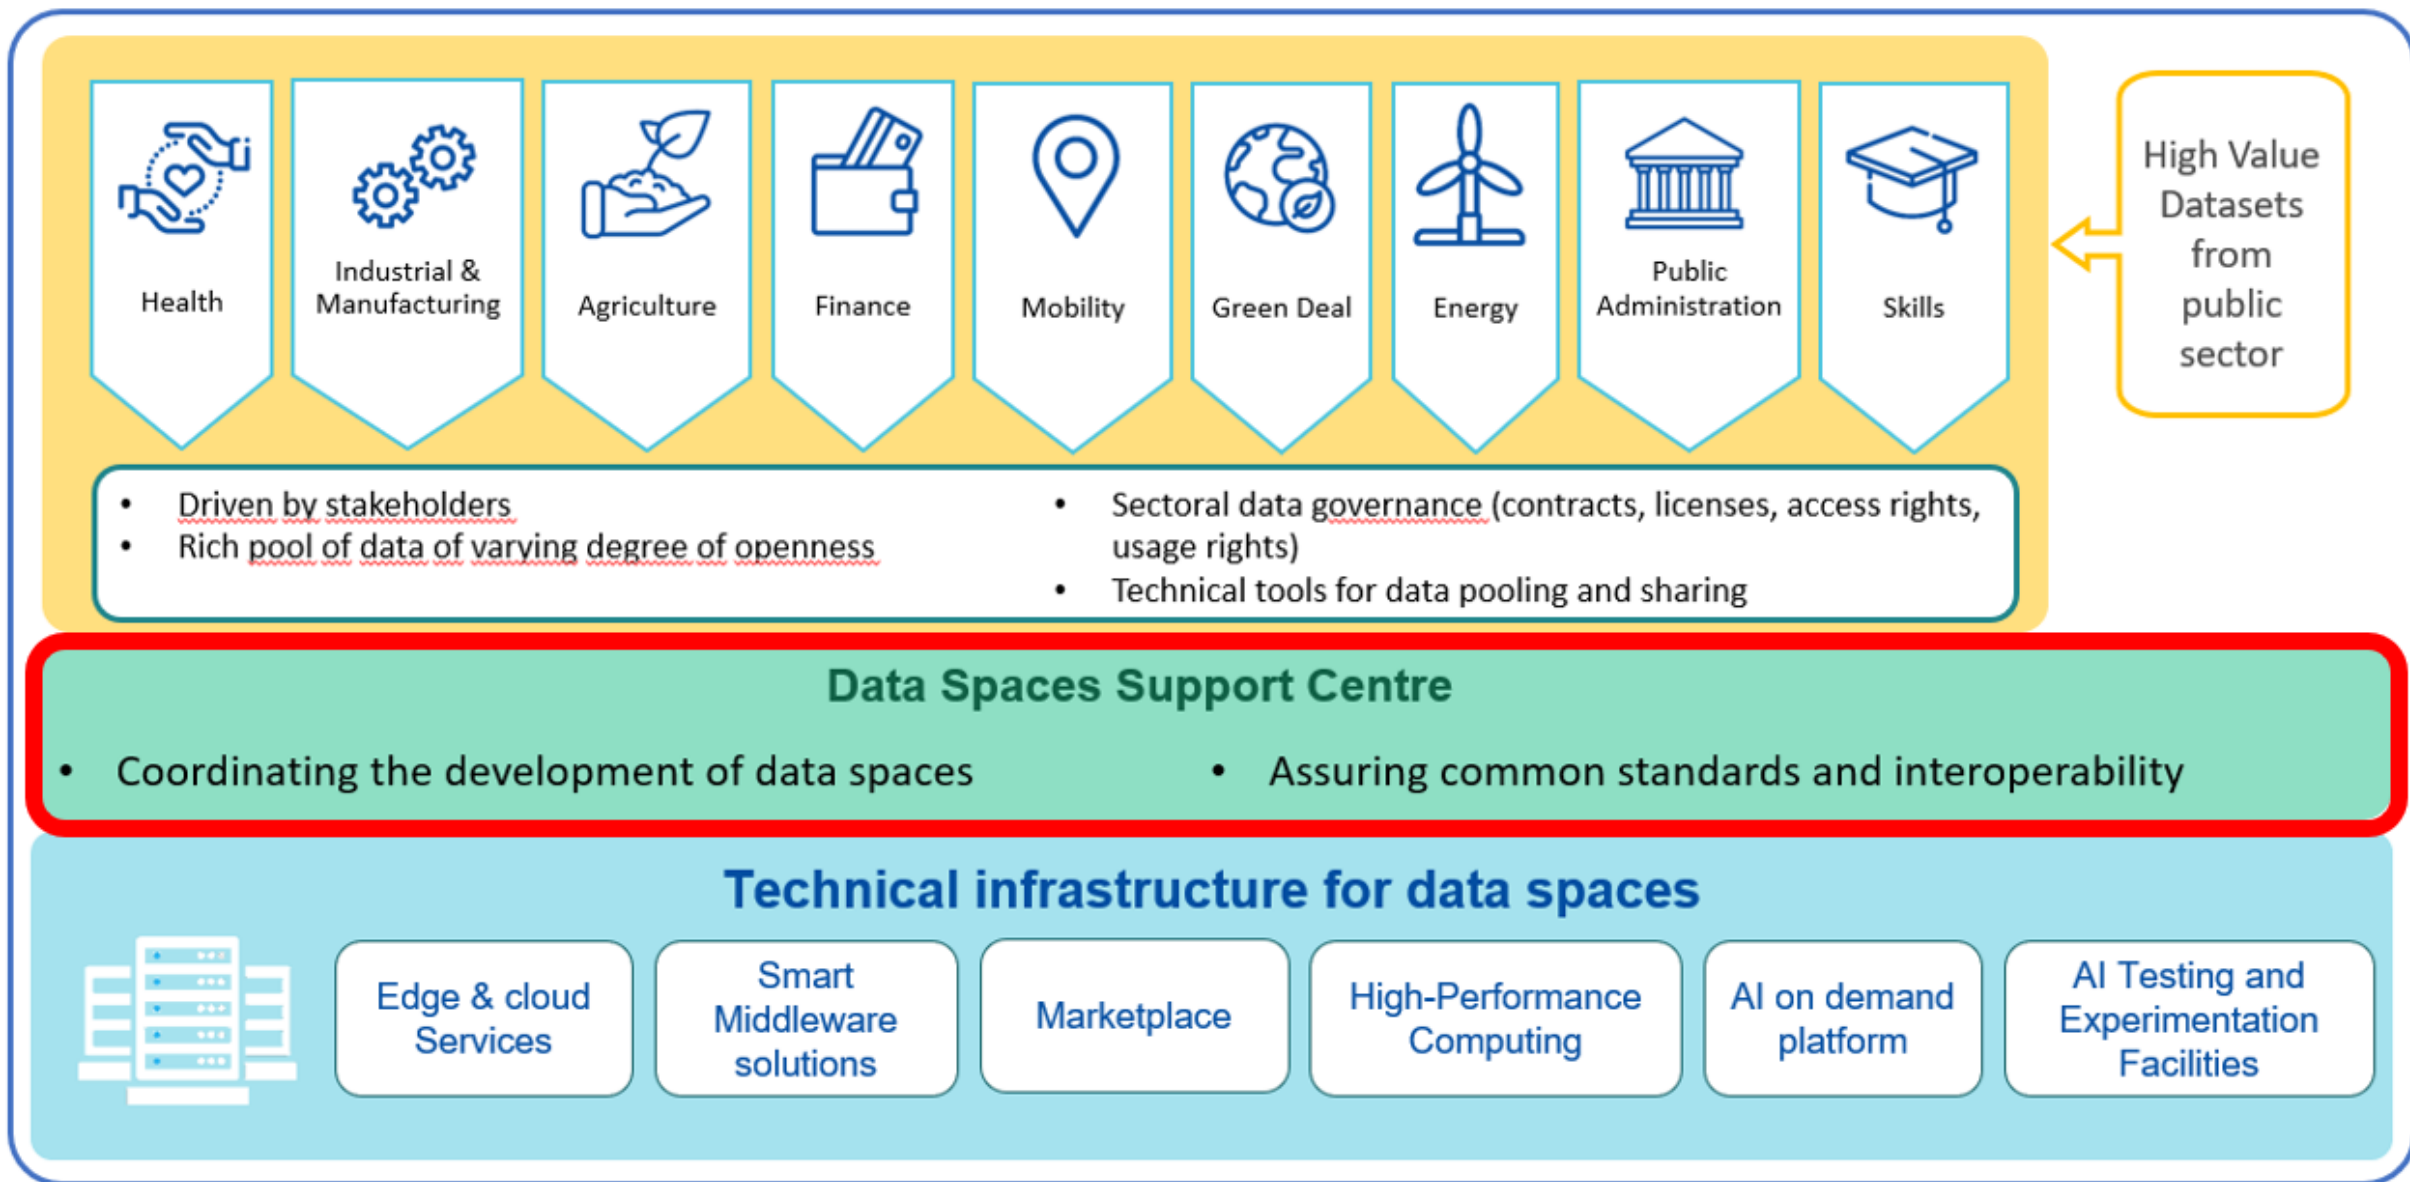 Health
Industrial &
Manufacturing
Agriculture
Finance
Mobility
Green Deal
Energy
Public
Administration
Skills
High Value
Datasets
from
public
sector
• Driven by stakeholders
• Rich pool of data of varying degree of openness
• Sectoral data governance (contracts, licenses, access rights,
usage rights)
• Technical tools for data pooling and sharing
Data Spaces Support Centre
• Coordinating the development of data spaces
• Assuring common standards and interoperability
Technical infrastructure for data spaces
Edge & cloud
Services
Smart
Middleware
solutions
Marketplace
High-Performance
Computing
AI on demand
platform
AI Testing and
Experimentation
Facilities